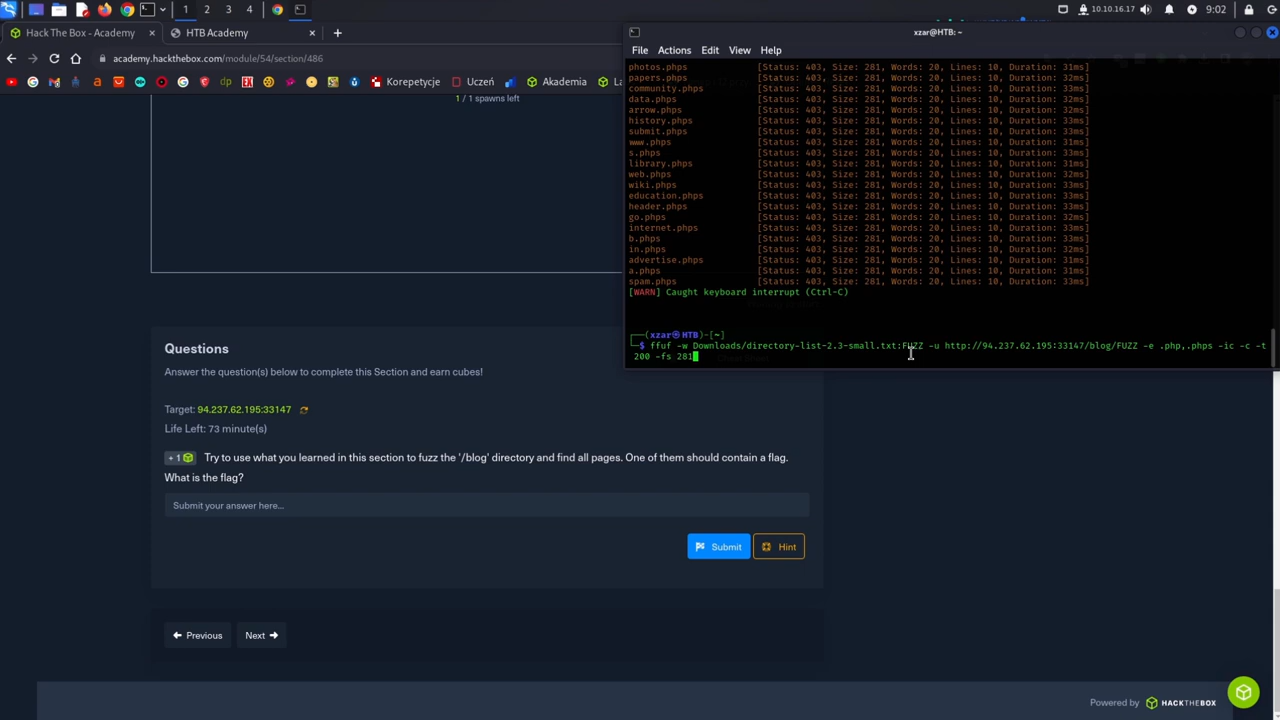 1 2 3 4
10.10.16.17 9:02
Hack The Box - Academy
HTB Academy
academy.hackthebox.com/module/54/section/486
Korepetycje
Uczeń
Akademia
1 / 1 spawns left
xzar@HTB: ~
File Actions Edit View Help
photos.phps [Status: 403, Size: 281, Words: 20, Lines: 10, Duration: 31ms]
papers.phps [Status: 403, Size: 281, Words: 20, Lines: 10, Duration: 32ms]
community.phps [Status: 403, Size: 281, Words: 20, Lines: 10, Duration: 33ms]
data.phps [Status: 403, Size: 281, Words: 20, Lines: 10, Duration: 32ms]
arrow.phps [Status: 403, Size: 281, Words: 20, Lines: 10, Duration: 32ms]
history.phps [Status: 403, Size: 281, Words: 20, Lines: 10, Duration: 33ms]
submit.phps [Status: 403, Size: 281, Words: 20, Lines: 10, Duration: 33ms]
www.phps [Status: 403, Size: 281, Words: 20, Lines: 10, Duration: 31ms]
s.phps [Status: 403, Size: 281, Words: 20, Lines: 10, Duration: 33ms]
library.phps [Status: 403, Size: 281, Words: 20, Lines: 10, Duration: 31ms]
web.phps [Status: 403, Size: 281, Words: 20, Lines: 10, Duration: 32ms]
wiki.phps [Status: 403, Size: 281, Words: 20, Lines: 10, Duration: 33ms]
education.phps [Status: 403, Size: 281, Words: 20, Lines: 10, Duration: 33ms]
header.phps [Status: 403, Size: 281, Words: 20, Lines: 10, Duration: 33ms]
go.phps [Status: 403, Size: 281, Words: 20, Lines: 10, Duration: 32ms]
internet.phps [Status: 403, Size: 281, Words: 20, Lines: 10, Duration: 33ms]
b.phps [Status: 403, Size: 281, Words: 20, Lines: 10, Duration: 33ms]
in.phps [Status: 403, Size: 281, Words: 20, Lines: 10, Duration: 32ms]
advertise.phps [Status: 403, Size: 281, Words: 20, Lines: 10, Duration: 31ms]
a.phps [Status: 403, Size: 281, Words: 20, Lines: 10, Duration: 31ms]
spam.phps [Status: 403, Size: 281, Words: 20, Lines: 10, Duration: 33ms]
[WARN] Caught keyboard interrupt (Ctrl-C)
┌──(xzar㉿HTB)-[~]
└─$ ffuf -w Downloads/directory-list-2.3-small.txt:FUZZ -u http://94.237.62.195:33147/blog/FUZZ -e .php,.phps -ic -c -t
200 -fs 281
Questions
Answer the question(s) below to complete this Section and earn cubes!
Target: 94.237.62.195:33147
Life Left: 73 minute(s)
+ 1 Try to use what you learned in this section to fuzz the '/blog' directory and find all pages. One of them should contain a flag.
What is the flag?
Submit your answer here...
Submit
Hint
Previous
Next
Powered by HACKTHEBOX